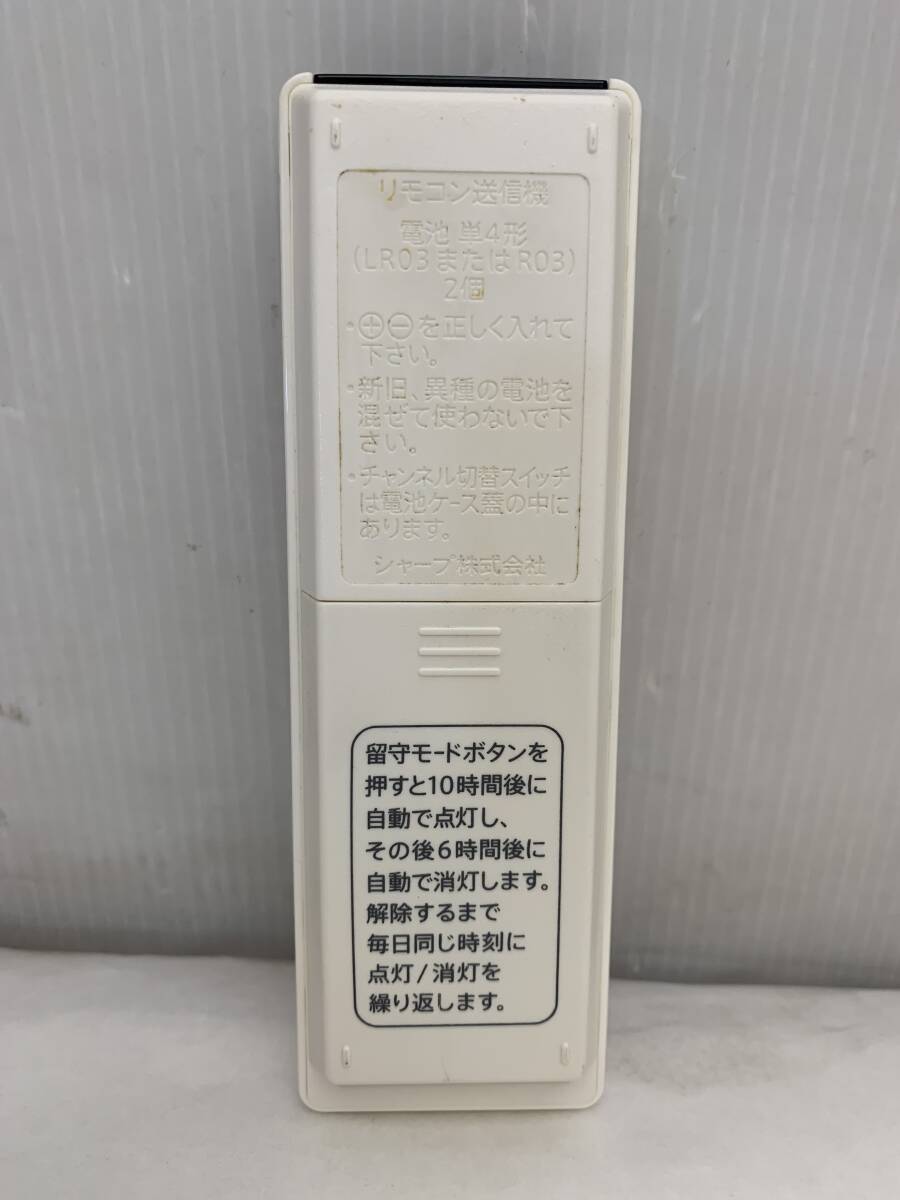 リモコン送信機
電池 単4形
(LR03またはR03)
2個
・⊕⊖を正しく入れて
下さい。
・新旧、異種の電池を
混ぜて使わないで下
さい。
・チャンネル切替スイッチ
は電池ケース蓋の中に
あります。
シャープ株式会社
留守モードボタンを
押すと10時間後に
自動で点灯し、
その後6時間後に
自動で消灯します。
解除するまで
毎日同じ時刻に
点灯/消灯を
繰り返します。